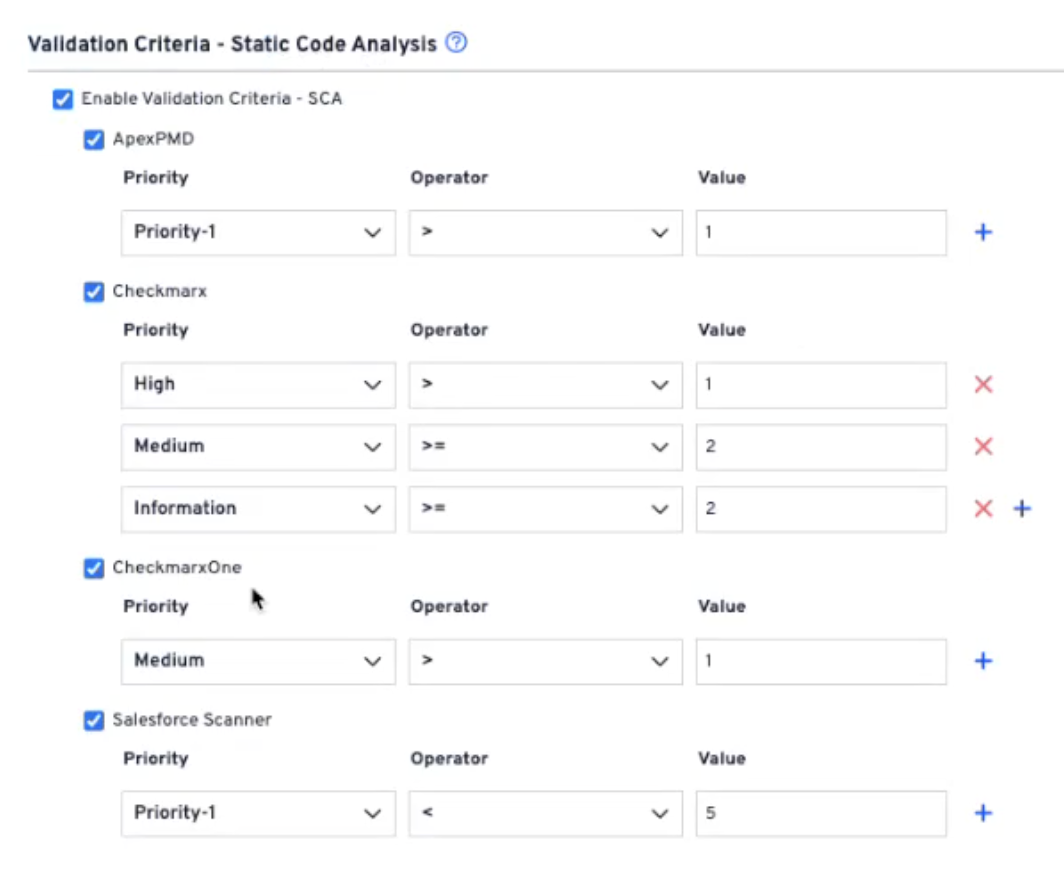 Validation Criteria - Static Code Analysis ?
Enable Validation Criteria - SCA
ApexPMD
Priority Operator Value
Priority-1 > 1 +
Checkmarx
Priority Operator Value
High > 1
Medium >= 2
Information >= 2 +
CheckmarxOne
Priority Operator Value
Medium > 1 +
Salesforce Scanner
Priority Operator Value
Priority-1 < 5 +